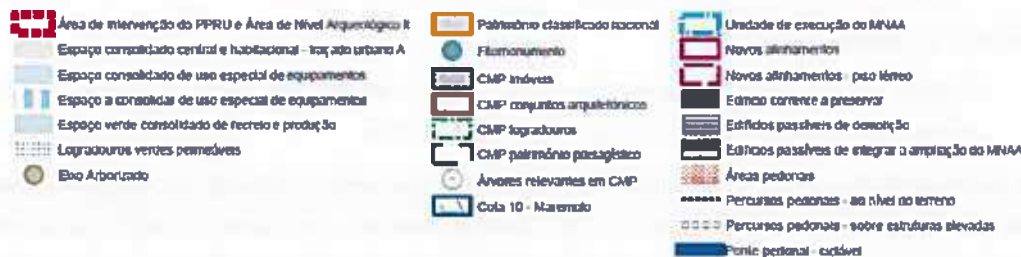 Área de Intervenção do PPRU e Área de Nível Arqueológico II
Espaço consolidado central e habitacional - traçado urbano A
Espaço consolidado de uso especial de equipamentos
Espaço a consolidar de uso especial de equipamentos
Espaço verde consolidado de recreio e produção
Logradouros verdes permeáveis
Eixo Arborizado
Património classificado nacional
Fitomonumento
CMP imóveis
CMP conjuntos arquitetónicos
CMP logradouros
CMP património paisagístico
Árvores relevantes em CMP
Cota 10 - Maremoto
Unidade de execução do MNAA
Novos alinhamentos
Novos alinhamentos - piso térreo
Edifício corrente a preservar
Edifícios passíveis de demolição
Edifícios passíveis de integrar a ampliação do MNAA
Áreas pedonais
Percursos pedonais - ao nível do terreno
Percursos pedonais - sobre estruturas elevadas
Ponte pedonal - ciclável